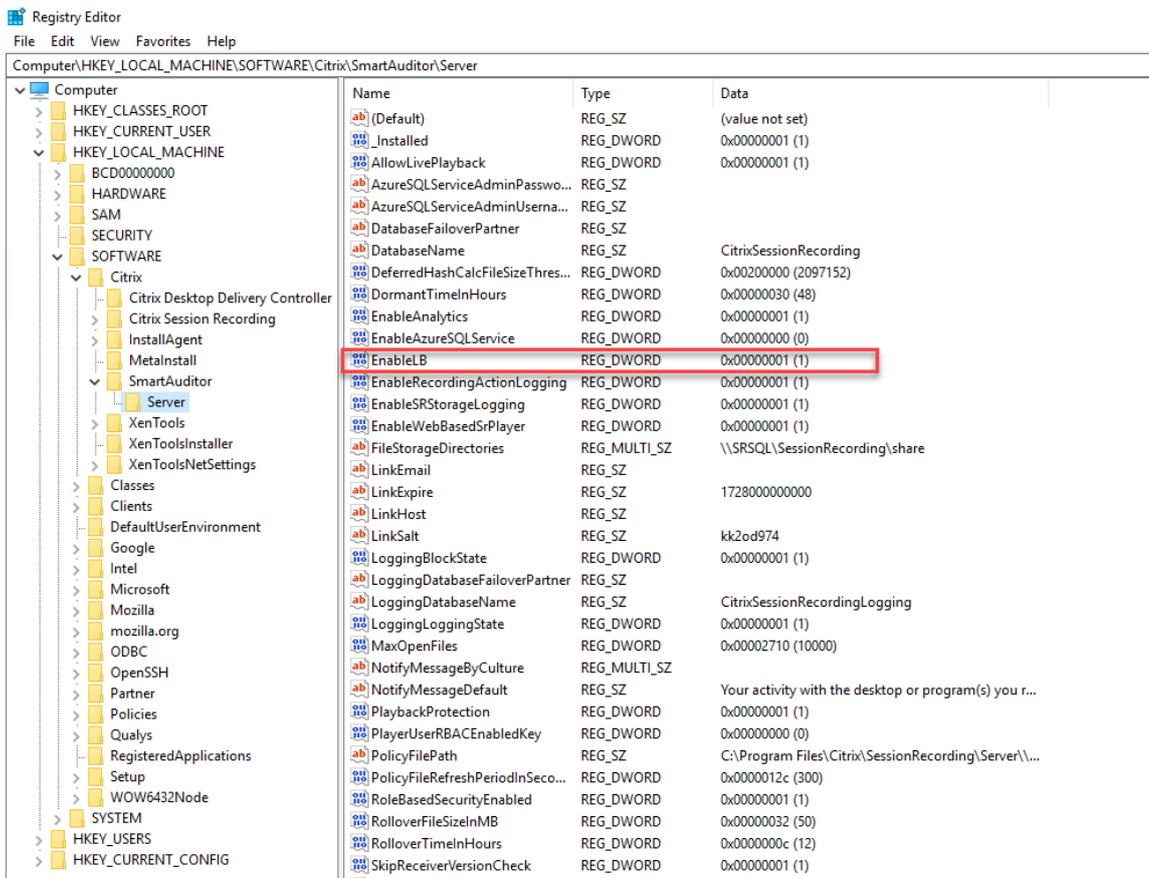 Registry Editor
File Edit View Favorites Help
Computer\HKEY_LOCAL_MACHINE\SOFTWARE\Citrix\SmartAuditor\Server
Computer
HKEY_CLASSES_ROOT
HKEY_CURRENT_USER
HKEY_LOCAL_MACHINE
BCD00000000
HARDWARE
SAM
SECURITY
SOFTWARE
Citrix
Citrix Desktop Delivery Controller
Citrix Session Recording
InstallAgent
MetaInstall
SmartAuditor
Server
XenTools
XenToolsInstaller
XenToolsNetSettings
Classes
Clients
DefaultUserEnvironment
Google
Intel
Microsoft
Mozilla
mozilla.org
ODBC
OpenSSH
Partner
Policies
Qualys
RegisteredApplications
Setup
WOW6432Node
SYSTEM
HKEY_USERS
HKEY_CURRENT_CONFIG
Name Type Data
(Default) REG_SZ (value not set)
_Installed REG_DWORD 0x00000001 (1)
AllowLivePlayback REG_DWORD 0x00000001 (1)
AzureSQLServiceAdminPasswo... REG_SZ
AzureSQLServiceAdminUserna... REG_SZ
DatabaseFailoverPartner REG_SZ
DatabaseName REG_SZ CitrixSessionRecording
DeferredHashCalcFileSizeThres... REG_DWORD 0x00200000 (2097152)
DormantTimeInHours REG_DWORD 0x00000030 (48)
EnableAnalytics REG_DWORD 0x00000001 (1)
EnableAzureSQLService REG_DWORD 0x00000000 (0)
EnableLB REG_DWORD 0x00000001 (1)
EnableRecordingActionLogging REG_DWORD 0x00000001 (1)
EnableSRStorageLogging REG_DWORD 0x00000001 (1)
EnableWebBasedSrPlayer REG_DWORD 0x00000001 (1)
FileStorageDirectories REG_MULTI_SZ \\SRSQL\SessionRecording\share
LinkEmail REG_SZ
LinkExpire REG_SZ 1728000000000
LinkHost REG_SZ
LinkSalt REG_SZ kk2od974
LoggingBlockState REG_DWORD 0x00000001 (1)
LoggingDatabaseFailoverPartner REG_SZ
LoggingDatabaseName REG_SZ CitrixSessionRecordingLogging
LoggingLoggingState REG_DWORD 0x00000001 (1)
MaxOpenFiles REG_DWORD 0x00002710 (10000)
NotifyMessageByCulture REG_MULTI_SZ
NotifyMessageDefault REG_SZ Your activity with the desktop or program(s) you r...
PlaybackProtection REG_DWORD 0x00000001 (1)
PlayerUserRBACEnabledKey REG_DWORD 0x00000000 (0)
PolicyFilePath REG_SZ C:\Program Files\Citrix\SessionRecording\Server\\...
PolicyFileRefreshPeriodInSeco... REG_DWORD 0x0000012c (300)
RoleBasedSecurityEnabled REG_DWORD 0x00000001 (1)
RolloverFileSizeInMB REG_DWORD 0x00000032 (50)
RolloverTimeInHours REG_DWORD 0x0000000c (12)
SkipReceiverVersionCheck REG_DWORD 0x00000001 (1)